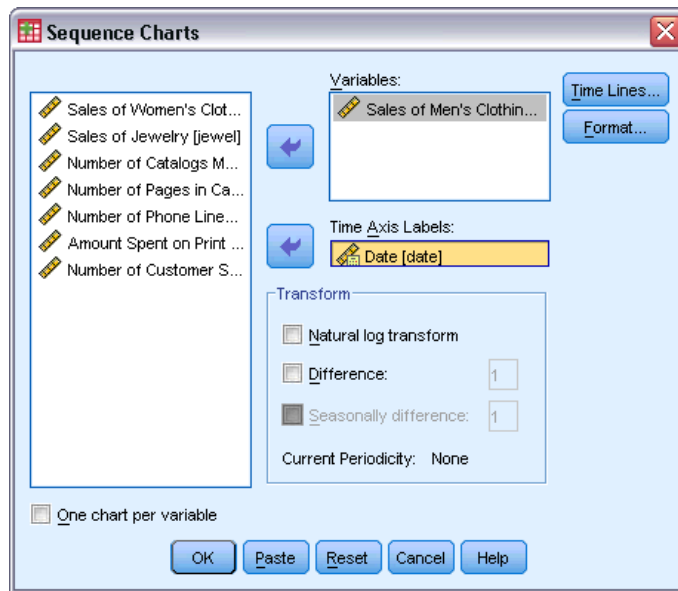 Sequence Charts
Variables:
Sales of Women's Clot...
Sales of Jewelry [jewel]
Number of Catalogs M...
Number of Pages in Ca...
Number of Phone Line...
Amount Spent on Print ...
Number of Customer S...
Sales of Men's Clothin...
Time Lines...
Format...
Time Axis Labels:
Date [date]
Transform
Natural log transform
Difference: 1
Seasonally difference: 1
Current Periodicity: None
One chart per variable
OK Paste Reset Cancel Help